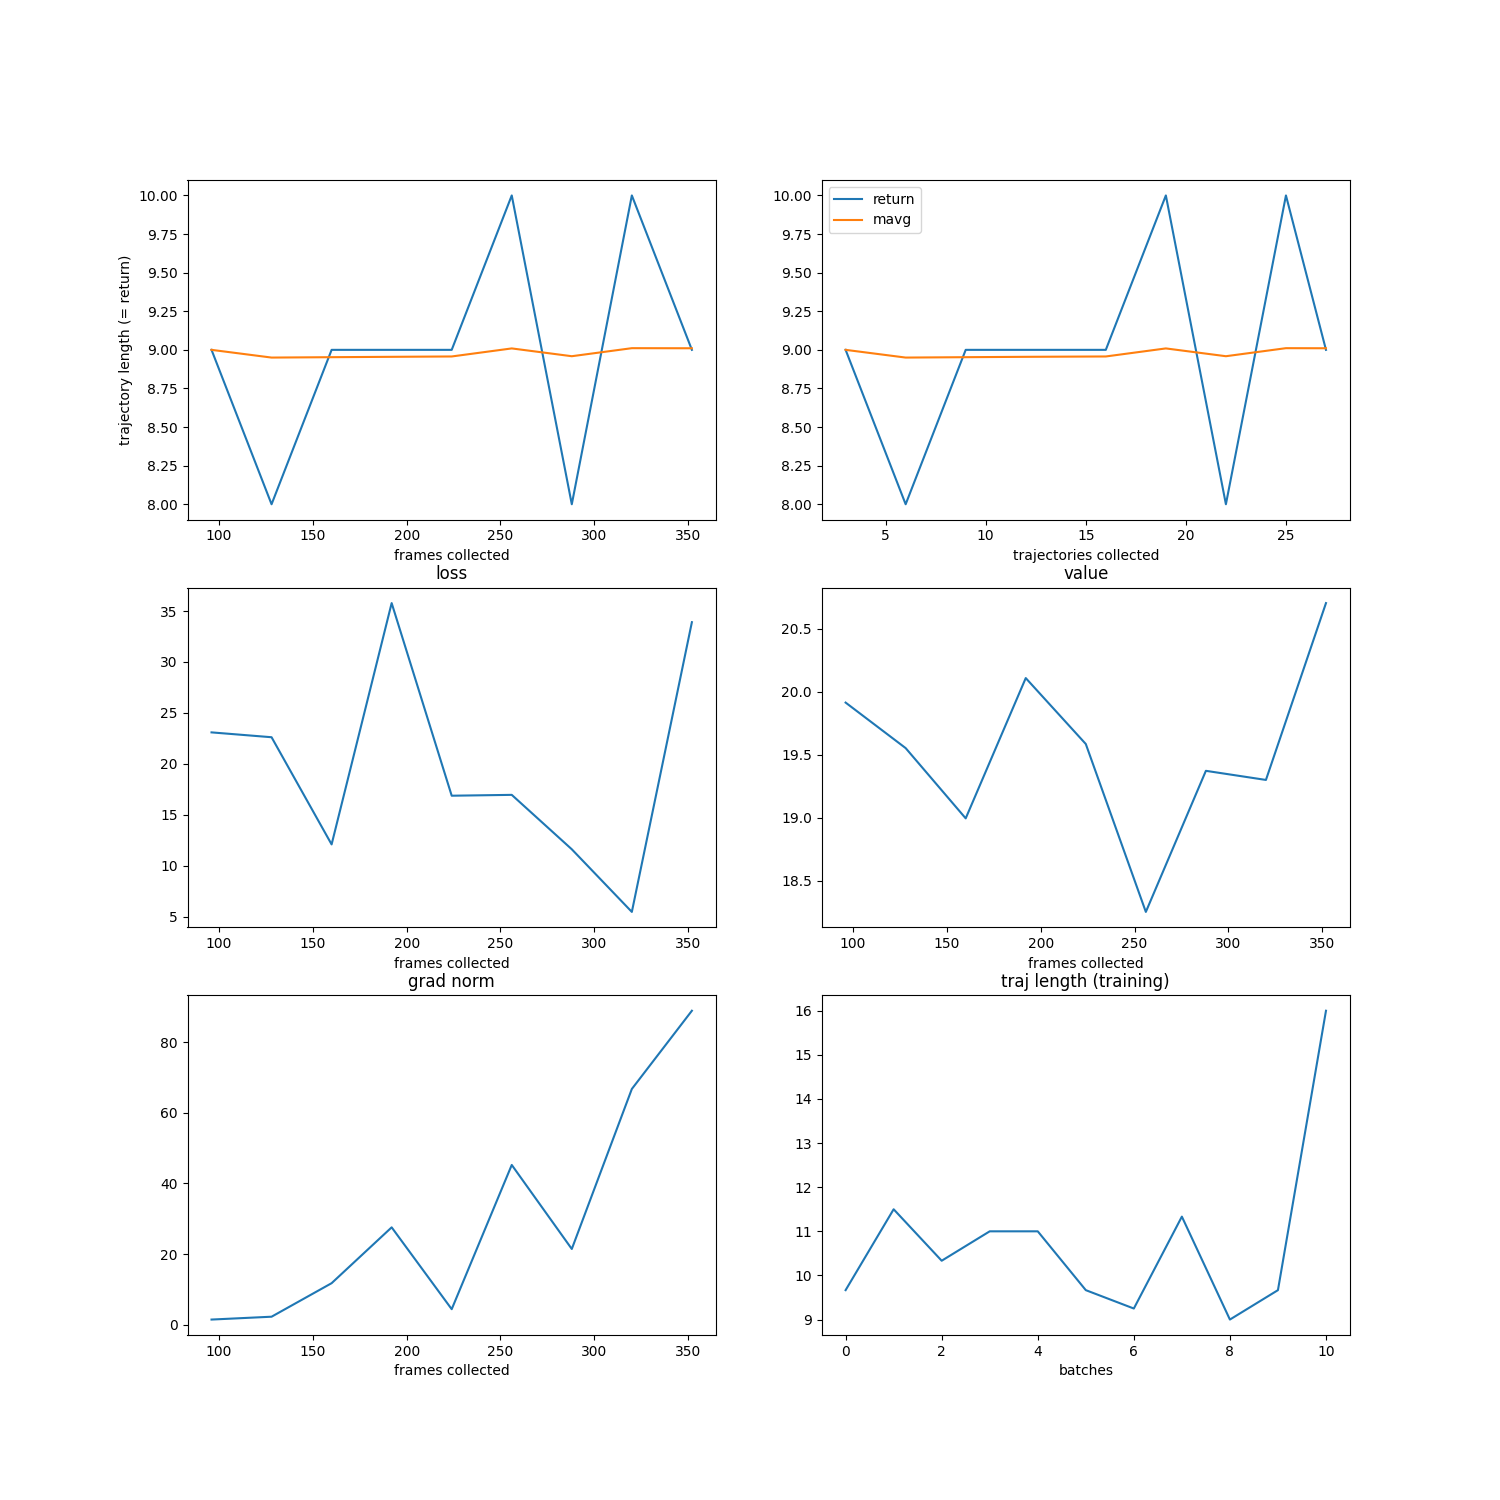 10.00
9.75
9.50
9.25
9.00
8.75
8.50
8.25
8.00
trajectory length (= return)
100 150 200 250 300 350
frames collected
return
mavg
10.00
9.75
9.50
9.25
9.00
8.75
8.50
8.25
8.00
5 10 15 20 25
trajectories collected
loss
35
30
25
20
15
10
5
100 150 200 250 300 350
frames collected
value
20.5
20.0
19.5
19.0
18.5
100 150 200 250 300 350
frames collected
grad norm
80
60
40
20
0
100 150 200 250 300 350
frames collected
traj length (training)
16
15
14
13
12
11
10
9
0 2 4 6 8 10
batches